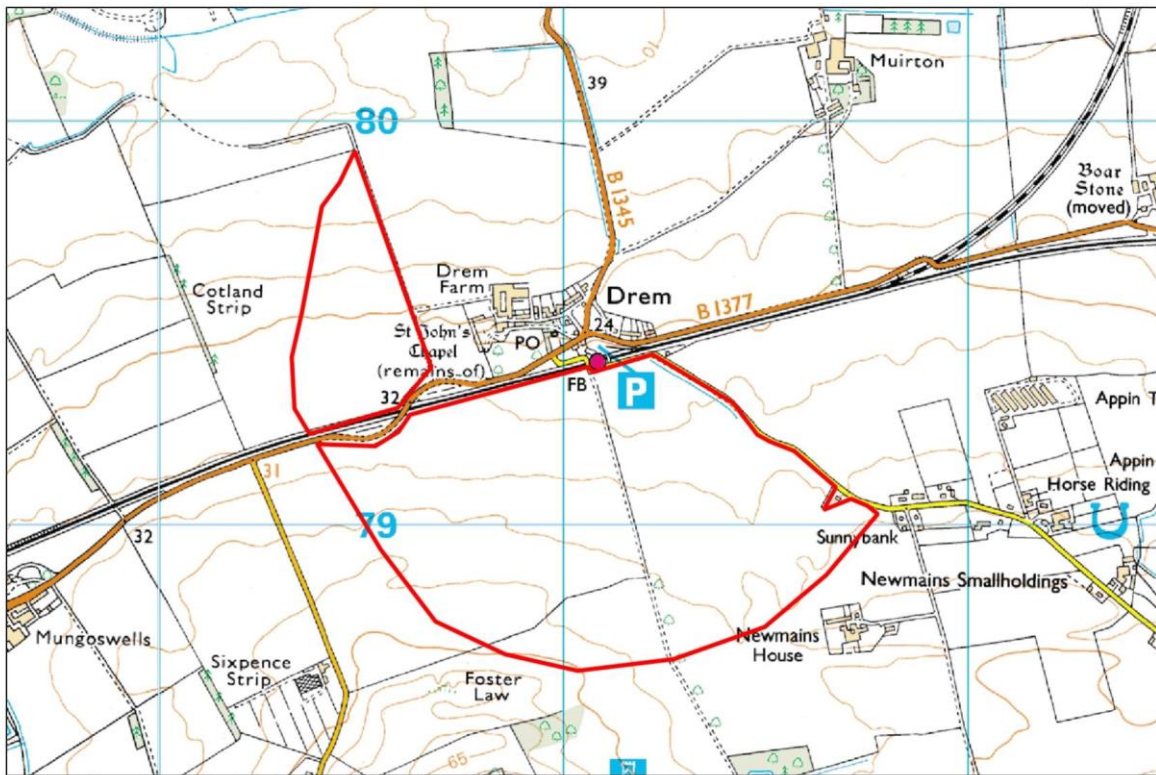 39
Muirton
80
10
Boar
Stone
(moved)
B 1345
Drem
Farm
Drem
Cotland
Strip
B 1377
24
St John's
Chapel
(remains of)
PO
FB
P
32
Appin T
31
Appin
Horse Riding
79
32
Sunnybank
Newmains Smallholdings
Mungoswells
Newmains
House
Sixpence
Strip
Foster
Law
65